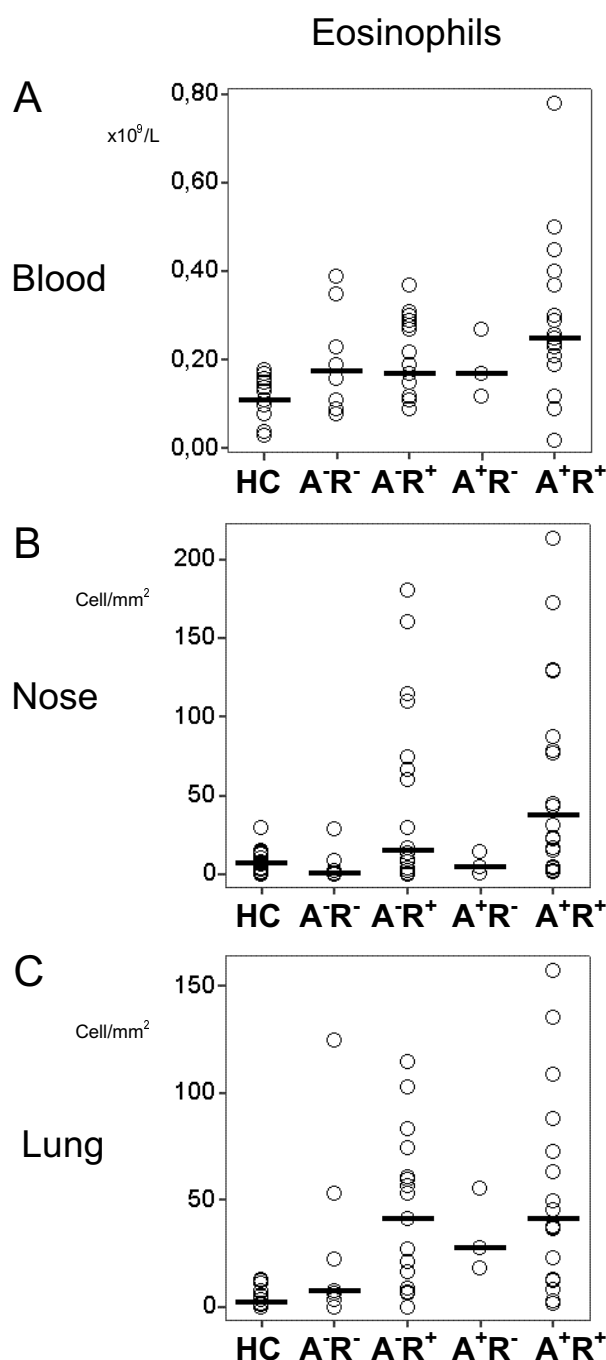 Eosinophils
A
x10⁹/L
Blood
0,80
0,60
0,40
0,20
0,00
HC A⁻R⁻ A⁻R⁺ A⁺R⁻ A⁺R⁺
B
Cell/mm²
Nose
200
150
100
50
0
HC A⁻R⁻ A⁻R⁺ A⁺R⁻ A⁺R⁺
C
Cell/mm²
Lung
150
100
50
0
HC A⁻R⁻ A⁻R⁺ A⁺R⁻ A⁺R⁺